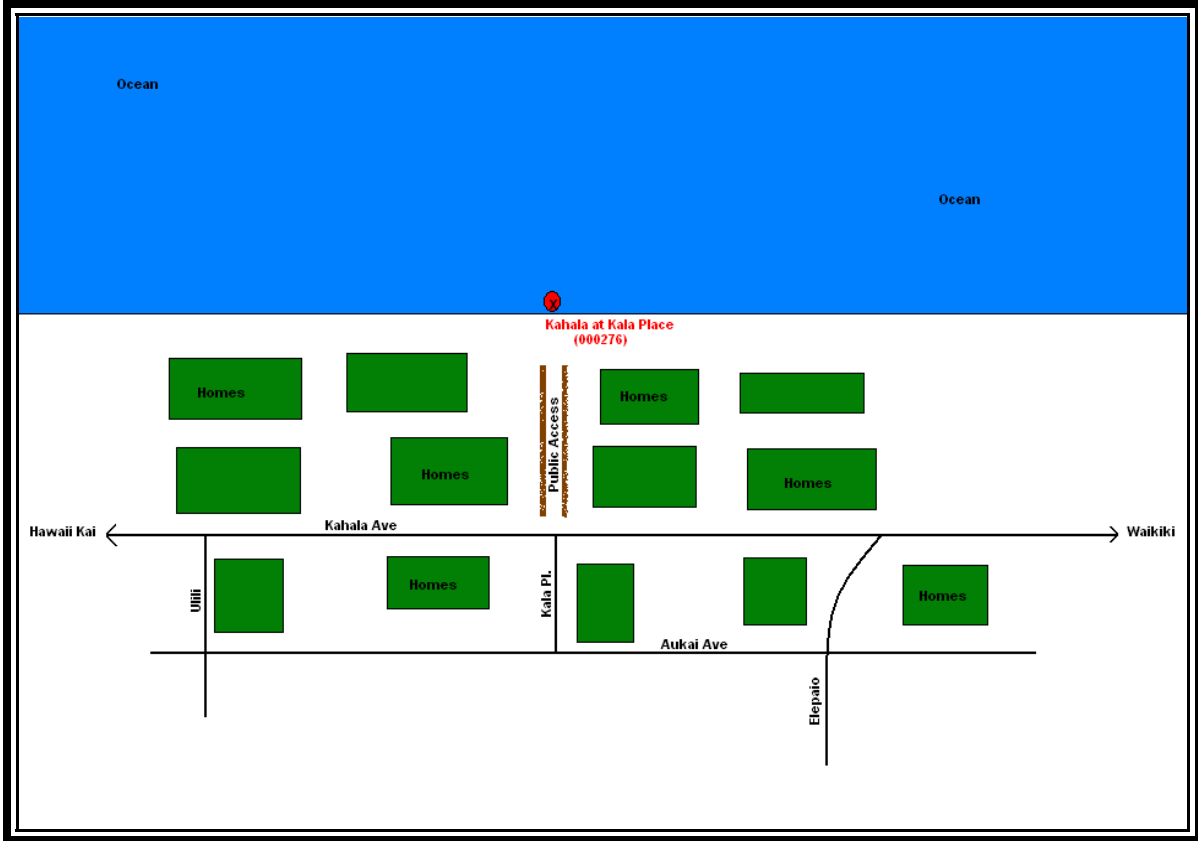 Ocean
Ocean
X
Kahala at Kala Place
(000276)
Homes
Homes
Public Access
Homes
Homes
Hawaii Kai
Kahala Ave
Waikiki
Ulili
Homes
Kala Pl.
Homes
Aukai Ave
Elepaio